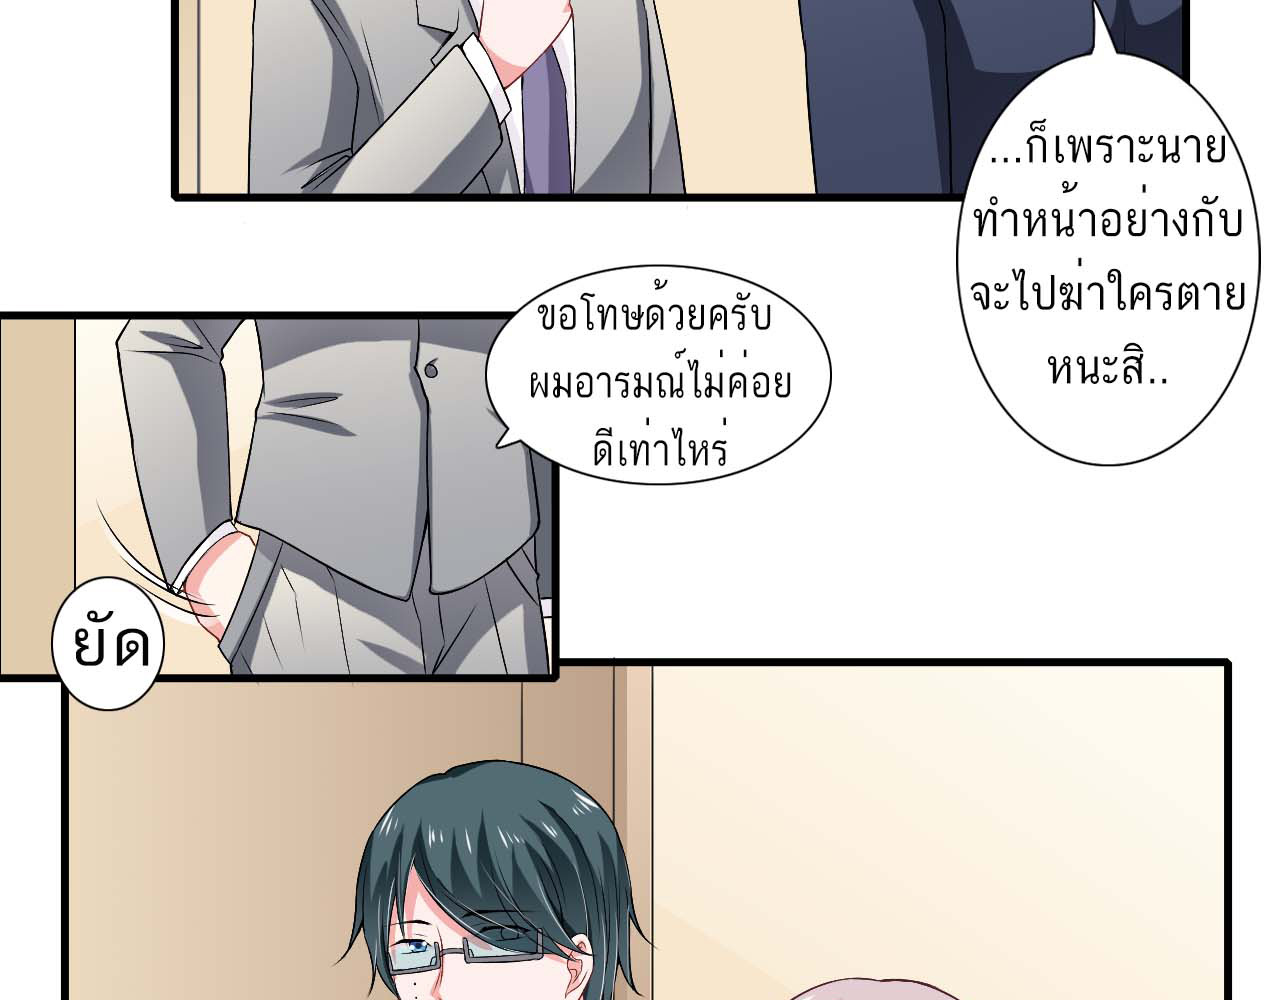 ...ก็เพราะนาย
ทำหน้าอย่างกับ
จะไปฆ่าใครตาย
หนะสิ..
ขอโทษด้วยครับ
ผมอารมณ์ไม่ค่อย
ดีเท่าไหร่
ยัด